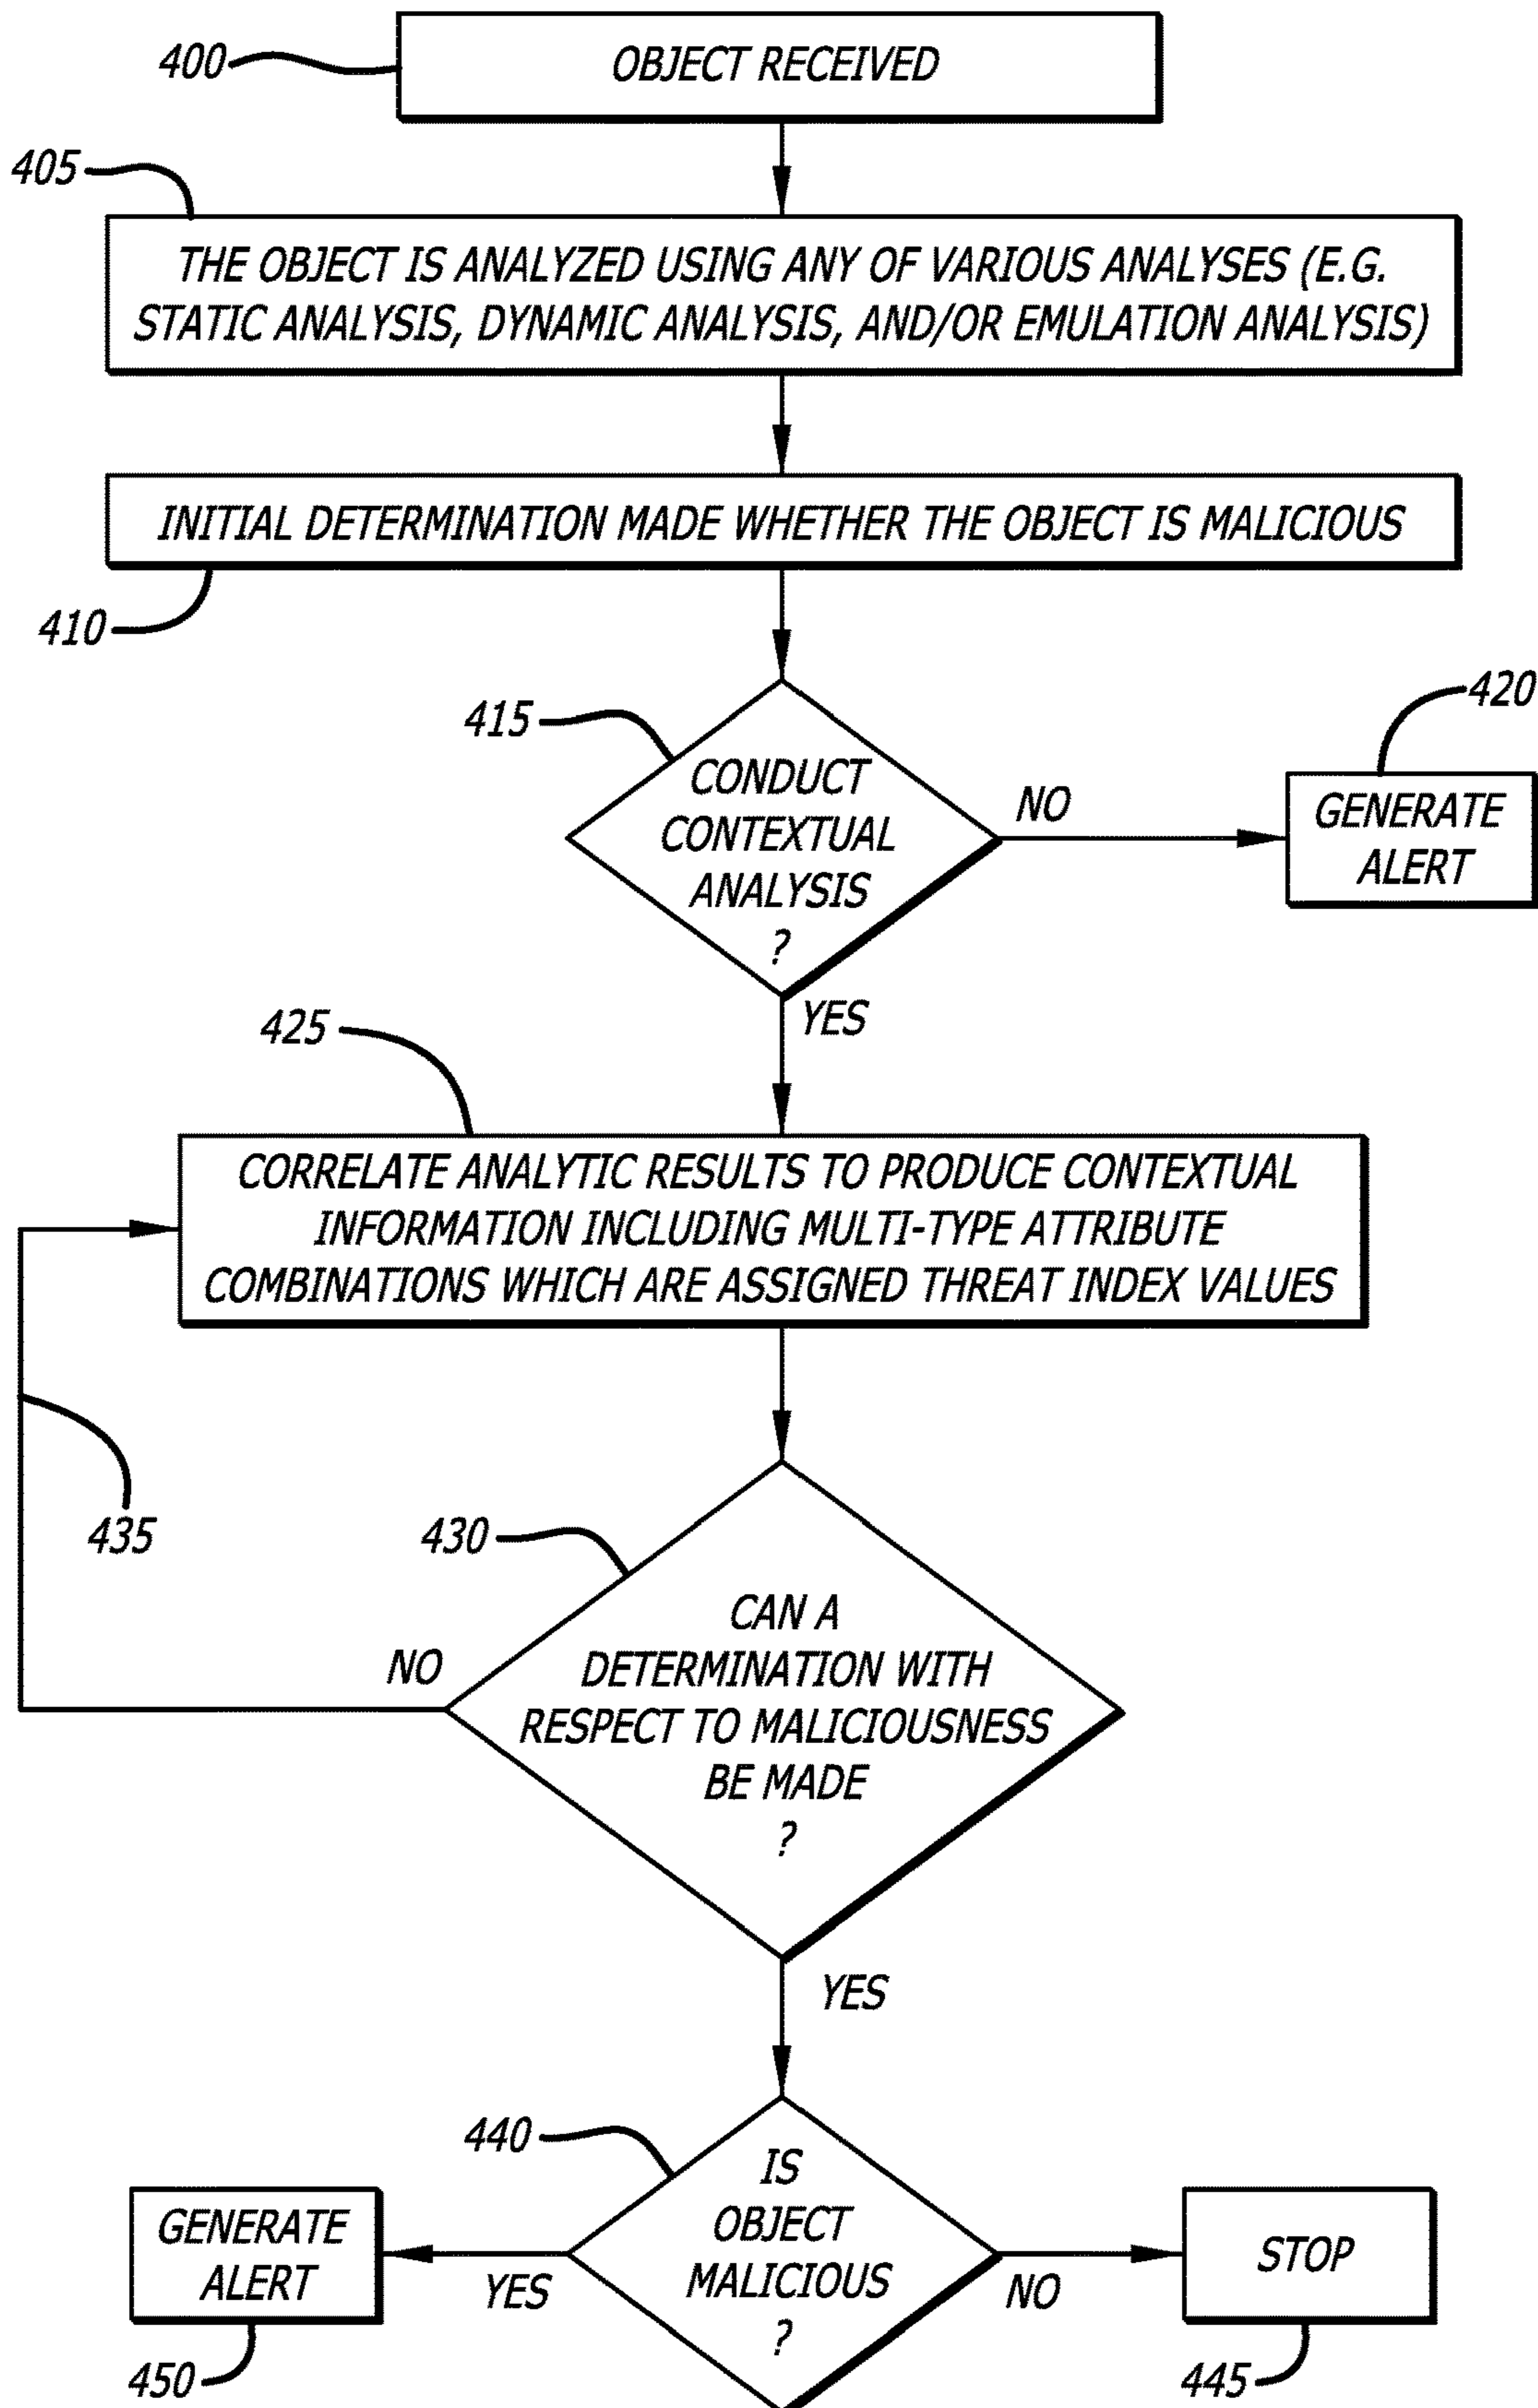 400
OBJECT RECEIVED
405
THE OBJECT IS ANALYZED USING ANY OF VARIOUS ANALYSES (E.G.
STATIC ANALYSIS, DYNAMIC ANALYSIS, AND/OR EMULATION ANALYSIS)
INITIAL DETERMINATION MADE WHETHER THE OBJECT IS MALICIOUS
410
415
CONDUCT
CONTEXTUAL
ANALYSIS
?
NO
420
GENERATE
ALERT
YES
425
CORRELATE ANALYTIC RESULTS TO PRODUCE CONTEXTUAL
INFORMATION INCLUDING MULTI-TYPE ATTRIBUTE
COMBINATIONS WHICH ARE ASSIGNED THREAT INDEX VALUES
435
430
CAN A
DETERMINATION WITH
RESPECT TO MALICIOUSNESS
BE MADE
?
NO
YES
440
IS
OBJECT
MALICIOUS
?
YES
GENERATE
ALERT
450
NO
STOP
445